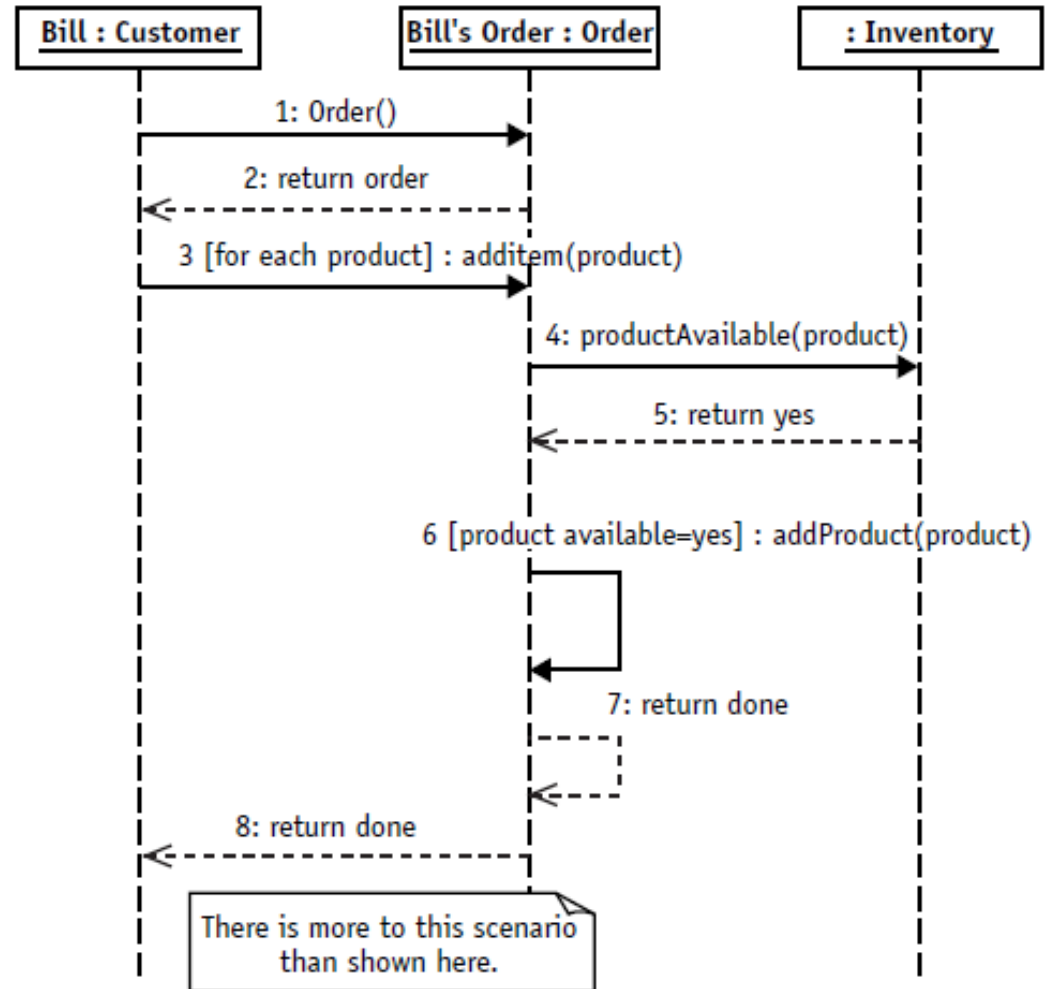 Bill : Customer
Bill's Order : Order
: Inventory
1: Order()
2: return order
3 [for each product] : additem(product)
4: productAvailable(product)
5: return yes
6 [product available=yes] : addProduct(product)
7: return done
8: return done
There is more to this scenario
than shown here.